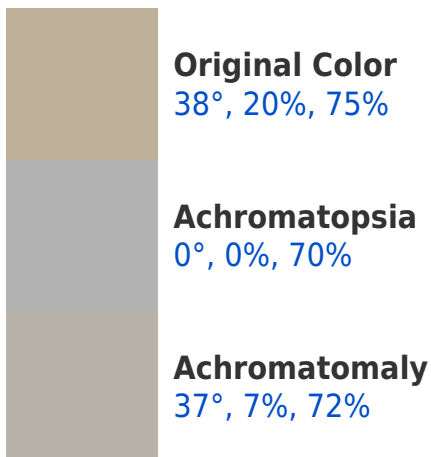 Original Color
38°, 20%, 75%
Achromatopsia
0°, 0%, 70%
Achromatomaly
37°, 7%, 72%